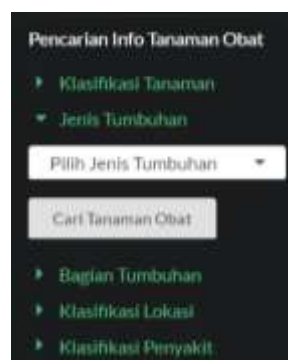 Pencarian Info Tanaman Obat
Klasifikasi Tanaman
Jenis Tumbuhan
Pilih Jenis Tumbuhan
Cari Tanaman Obat
Bagian Tumbuhan
Klasifikasi Lokasi
Klasifikasi Penyakit